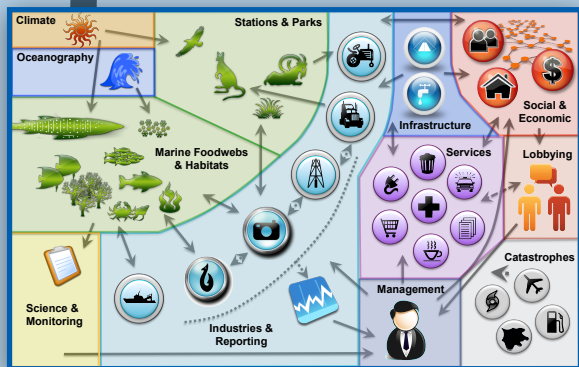 Climate
Stations & Parks
Oceanography
Infrastructure
Social &
Economic
Marine Foodwebs
& Habitats
Services
Lobbying
Catastrophes
Management
Science &
Monitoring
Industries &
Reporting